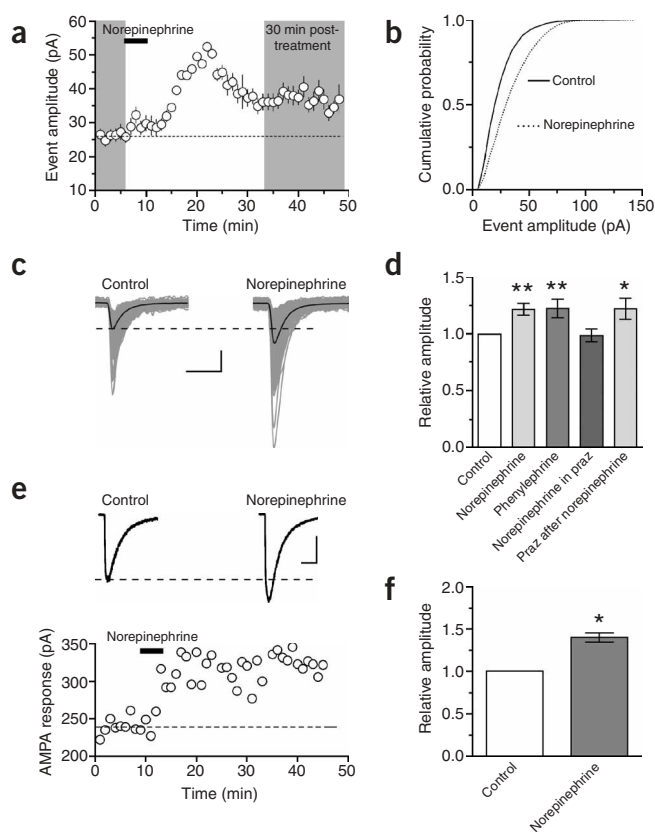 a
Norepinephrine
30 min post-
treatment
Event amplitude (pA)
60
50
40
30
20
10
0 10 20 30 40 50
Time (min)
b
Cumulative probability
1.0
0.5
0.0
Control
Norepinephrine
0 50 100 150
Event amplitude (pA)
c
Control
Norepinephrine
d
Relative amplitude
1.5
1.0
0.5
0.0
**
**
*
Control
Norepinephrine
Phenylephrine
Norepinephrine in praz
Praz after norepinephrine
e
Control
Norepinephrine
Norepinephrine
AMPA response (pA)
350
300
250
200
0 10 20 30 40 50
Time (min)
f
Relative amplitude
2.0
1.5
1.0
0.5
0.0
*
Control
Norepinephrine